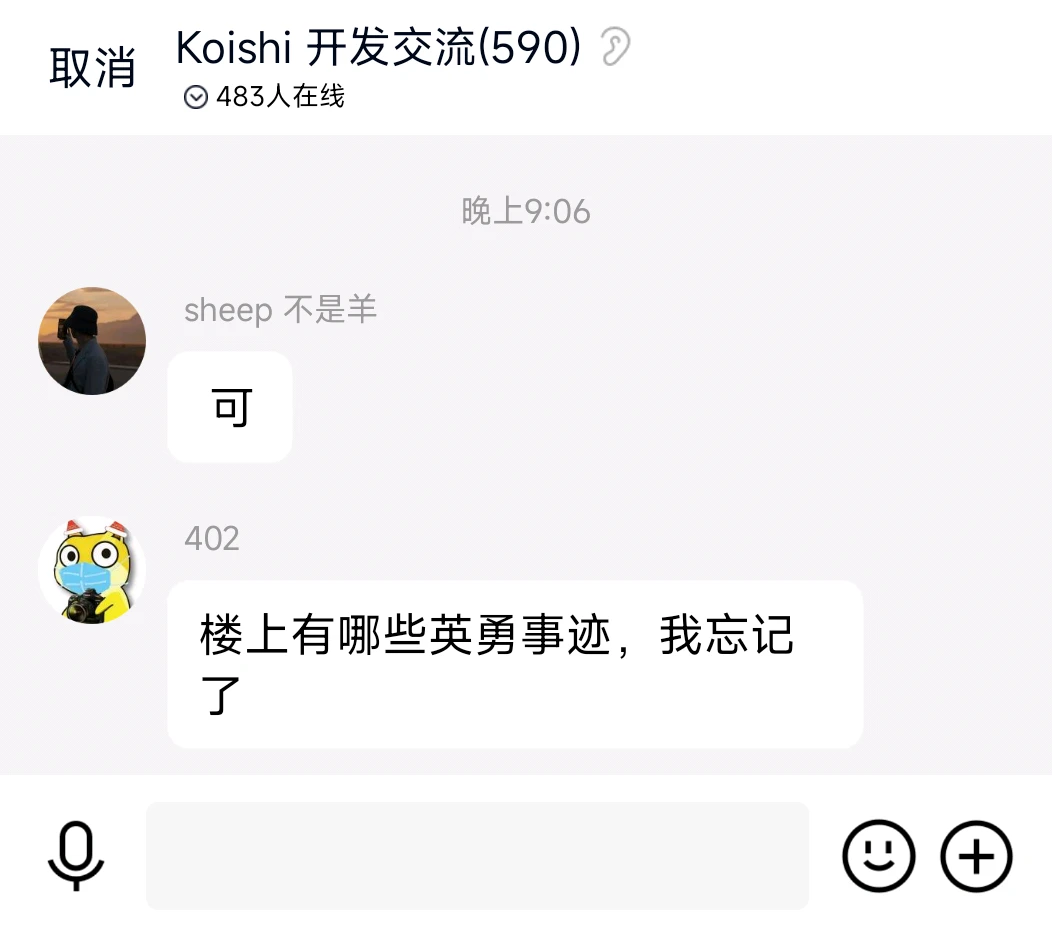 取消
Koishi 开发交流(590)
483人在线
晚上9:06
sheep 不是羊
可
402
楼上有哪些英勇事迹，我忘记
了